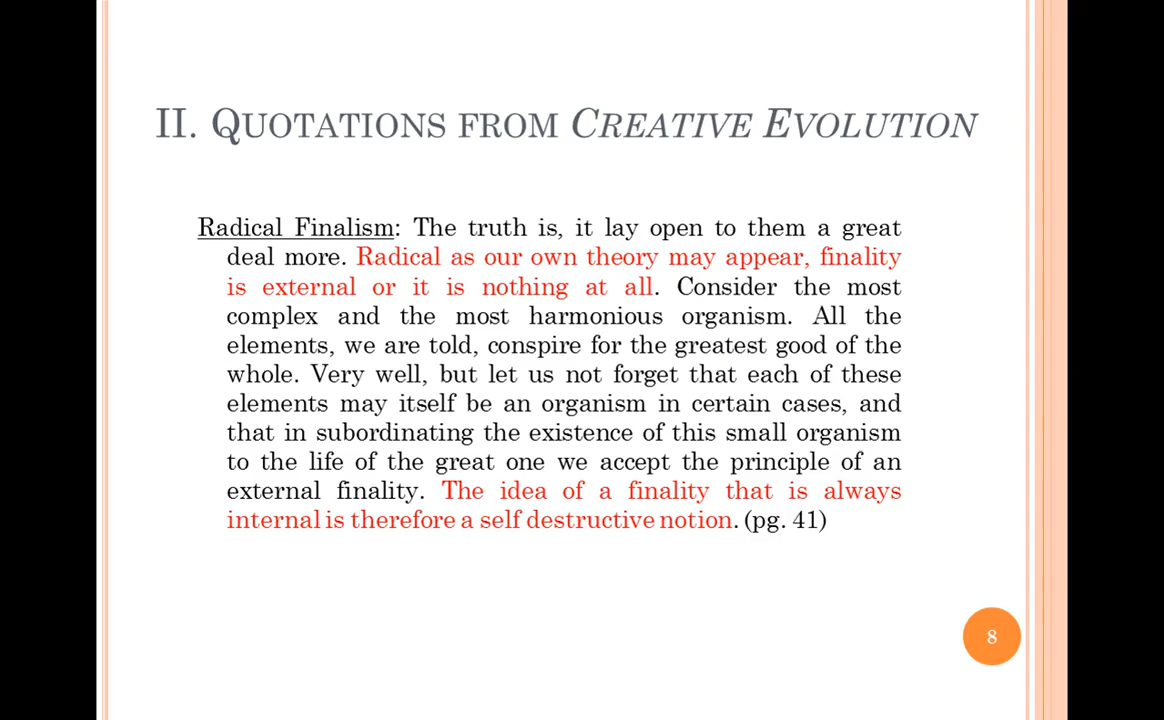 II. QUOTATIONS FROM CREATIVE EVOLUTION
Radical Finalism: The truth is, it lay open to them a great
deal more. Radical as our own theory may appear, finality
is external or it is nothing at all. Consider the most
complex and the most harmonious organism. All the
elements, we are told, conspire for the greatest good of the
whole. Very well, but let us not forget that each of these
elements may itself be an organism in certain cases, and
that in subordinating the existence of this small organism
to the life of the great one we accept the principle of an
external finality. The idea of a finality that is always
internal is therefore a self destructive notion. (pg. 41)
8